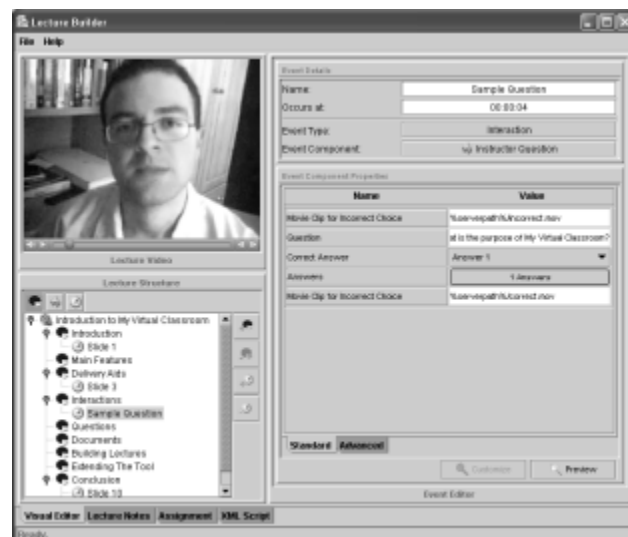 Lecture Builder
File Help
Lecture Video
Lecture Structure
Introduction to My Virtual Classroom
Introduction
Slide 1
Main Features
Delivery Aids
Slide 3
Interactions
Sample Question
Questions
Documents
Building Lectures
Extending The Tool
Conclusion
Slide 10
Event Details
Name: Sample Question
Occurs at: 00:00:04
Event Type: Interaction
Event Component: Instructor Question
Event Component Properties
Name Value
Movie Clip for Incorrect Choice %serverpath%/incorrect.mov
Question at is the purpose of My Virtual Classroom?
Correct Answer Answer 1
Answers 1 Answers
Movie Clip for Incorrect Choice %serverpath%/correct.mov
Standard Advanced
Customize Preview
Event Editor
Visual Editor Lecture Notes Assignment XML Script
Ready.